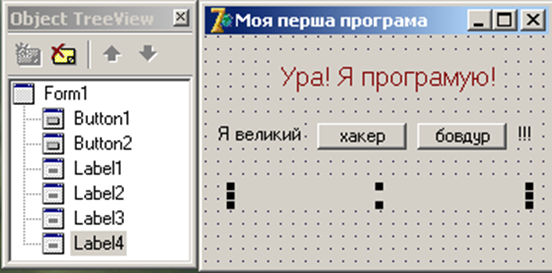 Object TreeView
Form1
Button1
Button2
Label1
Label2
Label3
Label4
Моя перша програма
Ура! Я програмую!
Я великий хакер бовдур !!!